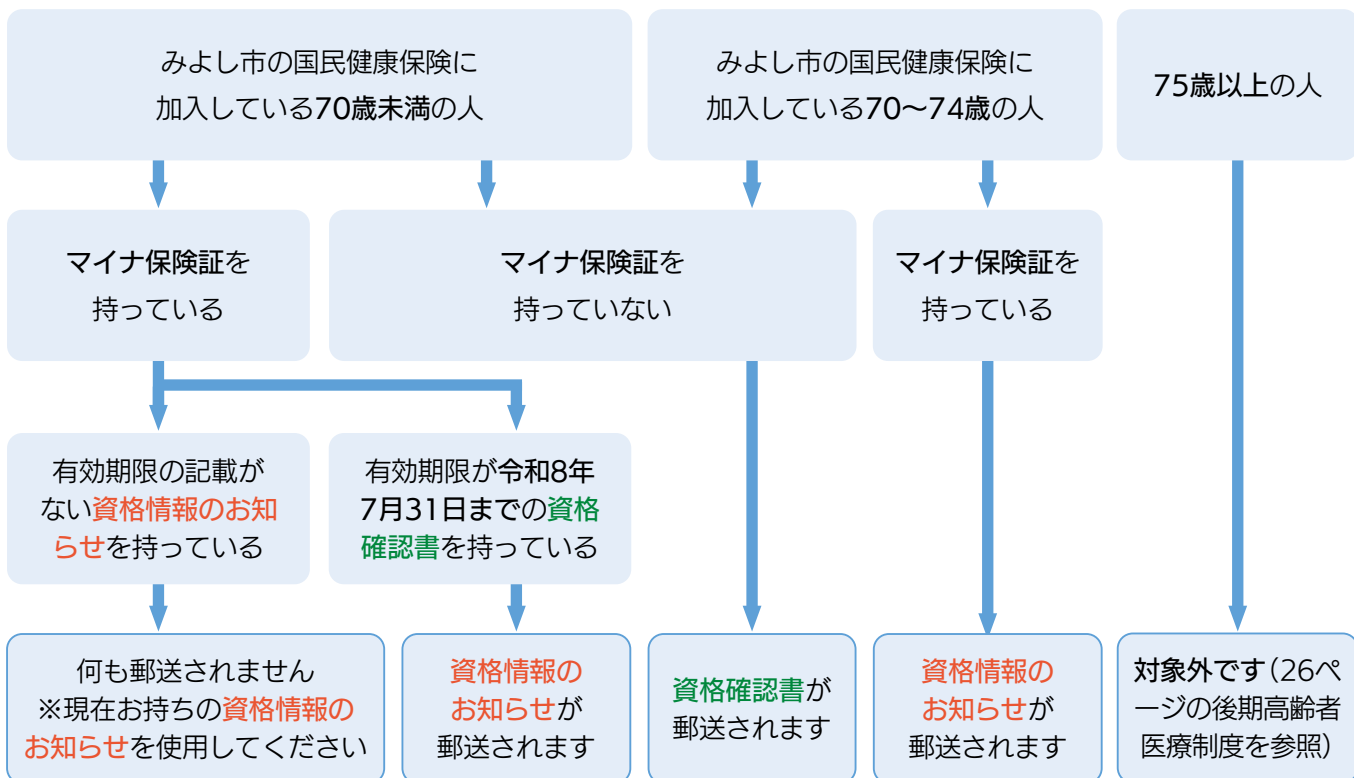 みよし市の国民健康保険に
加入している70歳未満の人
みよし市の国民健康保険に
加入している70〜74歳の人
75歳以上の人
マイナ保険証を
持っている
マイナ保険証を
持っていない
マイナ保険証を
持っている
有効期限の記載が
ない資格情報のお知
らせを持っている
有効期限が令和8年
7月31日までの資格
確認書を持っている
何も郵送されません
※現在お持ちの資格情報の
お知らせを使用してください
資格情報の
お知らせが
郵送されます
資格確認書が
郵送されます
資格情報の
お知らせが
郵送されます
対象外です（26ペ
ージの後期高齢者
医療制度を参照）